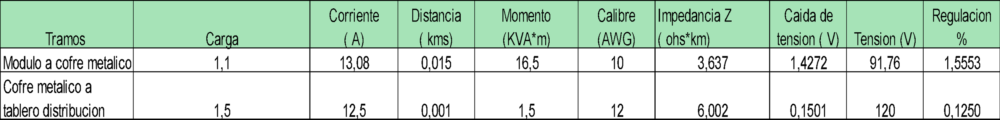 Tramos Carga Corriente ( A) Distancia ( kms) Momento (KVA*m) Calibre (AWG) Impedancia Z ( ohs*km) Caida de tension ( V) Tension (V) Regulacion %
Modulo a cofre metalico 1,1 13,08 0,015 16,5 10 3,637 1,4272 91,76 1,5553
Cofre metalico a tablero distribucion 1,5 12,5 0,001 1,5 12 6,002 0,1501 120 0,1250